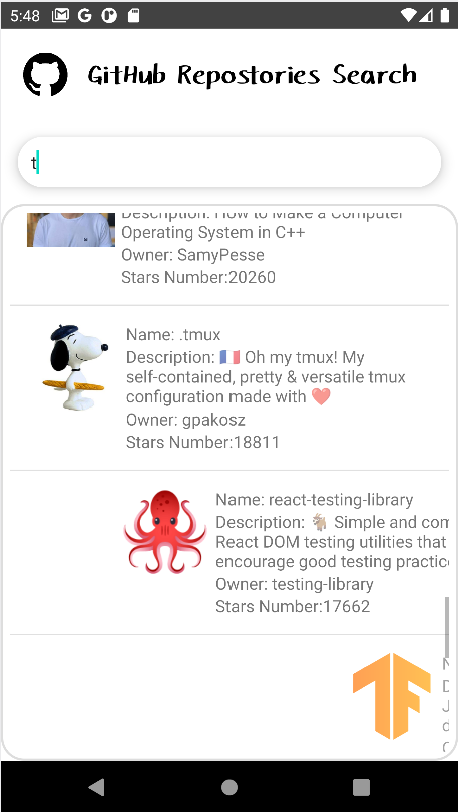 5:48
GitHub Repostories Search
t
Description: How to Make a Computer
Operating System in C++
Owner: SamyPesse
Stars Number:20260
Name: .tmux
Description: 🇫🇷 Oh my tmux! My
self-contained, pretty & versatile tmux
configuration made with ❤️
Owner: gpakosz
Stars Number:18811
Name: react-testing-library
Description: 🐐 Simple and com
React DOM testing utilities that
encourage good testing practic
Owner: testing-library
Stars Number:17662